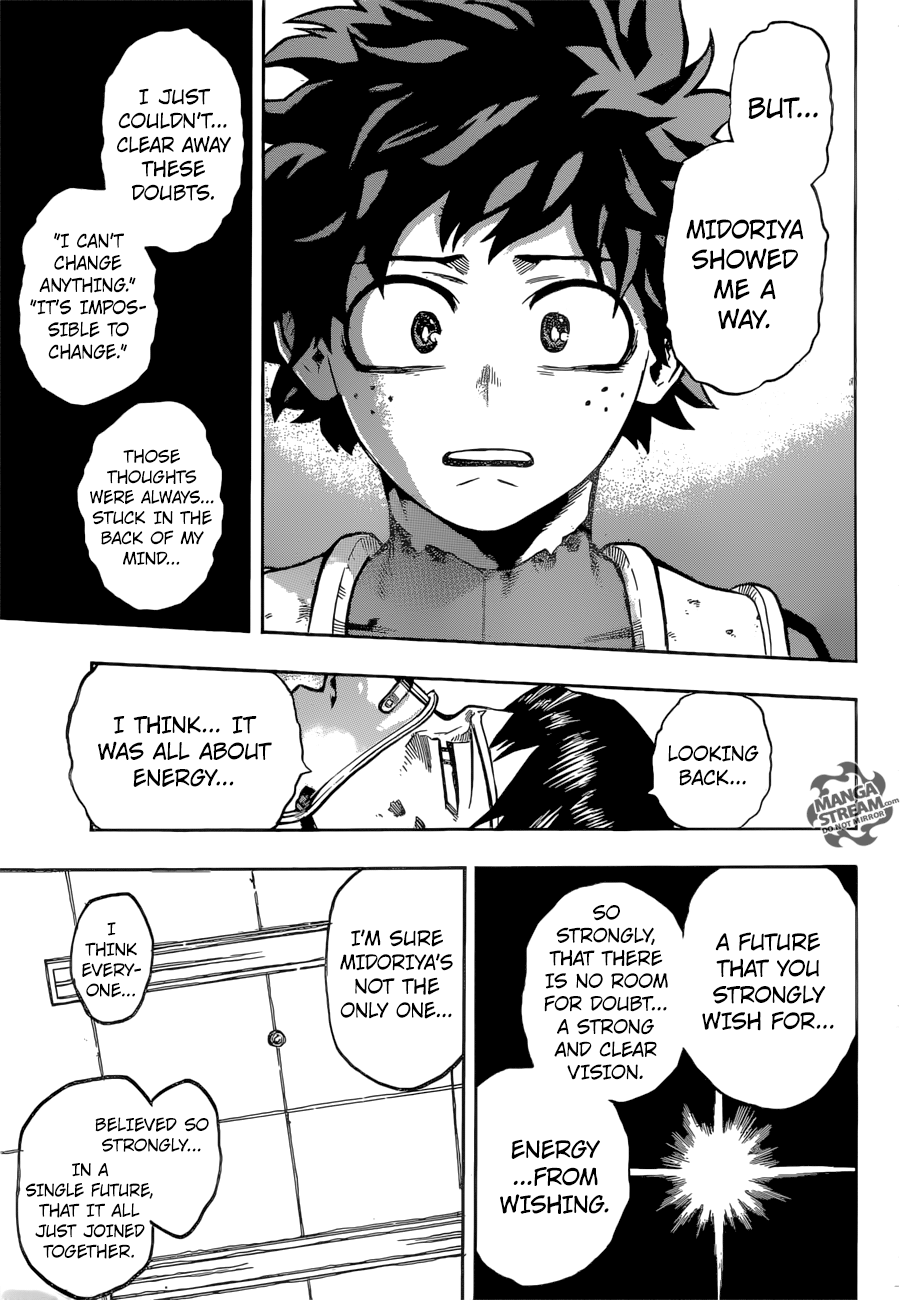 BUT...
MIDORIYA
SHOWED
ME A
WAY.
I JUST
COULDN'T...
CLEAR AWAY
THESE
DOUBTS.
"I CAN'T
CHANGE
ANYTHING."
"IT'S IMPOS-
SIBLE TO
CHANGE."
THOSE
THOUGHTS
WERE ALWAYS...
STUCK IN THE
BACK OF MY
MIND...
LOOKING
BACK...
I THINK... IT
WAS ALL ABOUT
ENERGY...
MANGA
STREAM.com
DO NOT MIRROR
A FUTURE
THAT YOU
STRONGLY
WISH FOR...
SO
STRONGLY,
THAT THERE
IS NO ROOM
FOR DOUBT...
A STRONG
AND CLEAR
VISION.
ENERGY
...FROM
WISHING.
I'M SURE
MIDORIYA'S
NOT THE
ONLY ONE...
I
THINK
EVERY-
ONE...
BELIEVED SO
STRONGLY...
IN A
SINGLE FUTURE,
THAT IT ALL
JUST JOINED
TOGETHER.